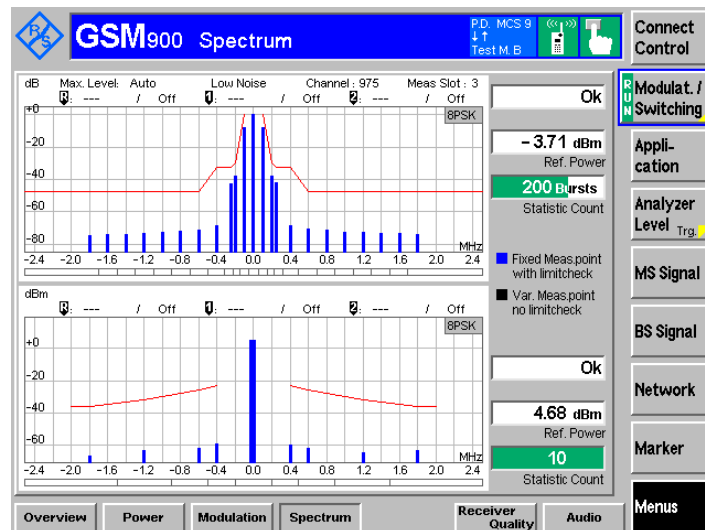 R&S
GSM900 Spectrum
P.D. MCS 9
↓↑
Test M. B
Connect
Control
dB Max. Level: Auto Low Noise Channel : 975 Meas Slot : 3
R: --- / Off 1: --- / Off 2: --- / Off
8PSK
+0
-20
-40
-60
-80
MHz
-2.4 -2.0 -1.6 -1.2 -0.8 -0.4 0.0 0.4 0.8 1.2 1.6 2.0 2.4
Ok
– 3.71 dBm
Ref. Power
200 Bursts
Statistic Count
Fixed Meas.point
with limitcheck
Var. Meas.point
no limitcheck
dBm
R: --- / Off 1: --- / Off 2: --- / Off
8PSK
+0
-20
-40
-60
MHz
-2.4 -2.0 -1.6 -1.2 -0.8 -0.4 0.0 0.4 0.8 1.2 1.6 2.0 2.4
Ok
4.68 dBm
Ref. Power
10
Statistic Count
RUN
Modulat. /
Switching
Appli-
cation
Analyzer
Level Trg.
MS Signal
BS Signal
Network
Marker
Menus
Overview Power Modulation Spectrum Receiver Quality Audio